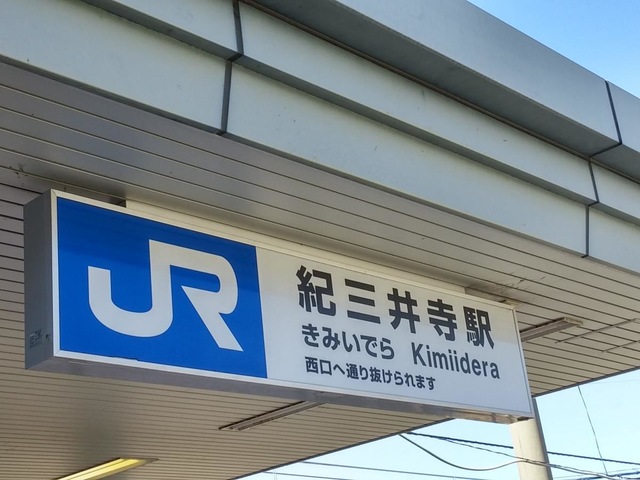 JR
紀三井寺駅
きみいでら Kimiidera
西口へ通り抜けられます